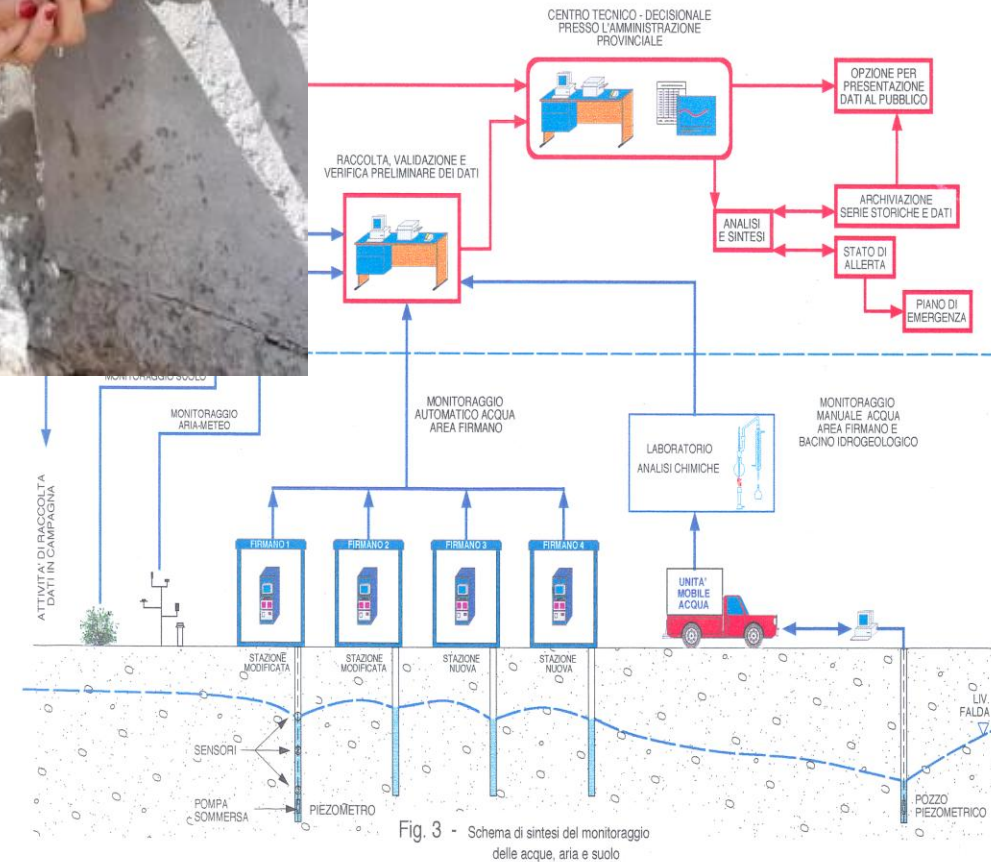 CENTRO TECNICO - DECISIONALE
PRESSO L'AMMINISTRAZIONE
PROVINCIALE
OPZIONE PER
PRESENTAZIONE
DATI AL PUBBLICO
RACCOLTA, VALIDAZIONE E
VERIFICA PRELIMINARE DEI DATI
ANALISI
E SINTESI
ARCHIVIAZIONE
SERIE STORICHE E DATI
STATO DI
ALLERTA
PIANO DI
EMERGENZA
MONITORAGGIO SUOLO
MONITORAGGIO
ARIA-METEO
MONITORAGGIO
AUTOMATICO ACQUA
AREA FIRMANO
LABORATORIO
ANALISI CHIMICHE
MONITORAGGIO
MANUALE ACQUA
AREA FIRMANO E
BACINO IDROGEOLOGICO
ATTIVITA' DI RACCOLTA
DATI IN CAMPAGNA
FIRMANO 1
FIRMANO 2
FIRMANO 3
FIRMANO 4
UNITA'
MOBILE
ACQUA
STAZIONE
MODIFICATA
STAZIONE
MODIFICATA
STAZIONE
NUOVA
STAZIONE
NUOVA
LIV.
FALDA
SENSORI
POMPA
SOMMERSA
PIEZOMETRO
POZZO
PIEZOMETRICO
Fig. 3 - Schema di sintesi del monitoraggio
delle acque, aria e suolo